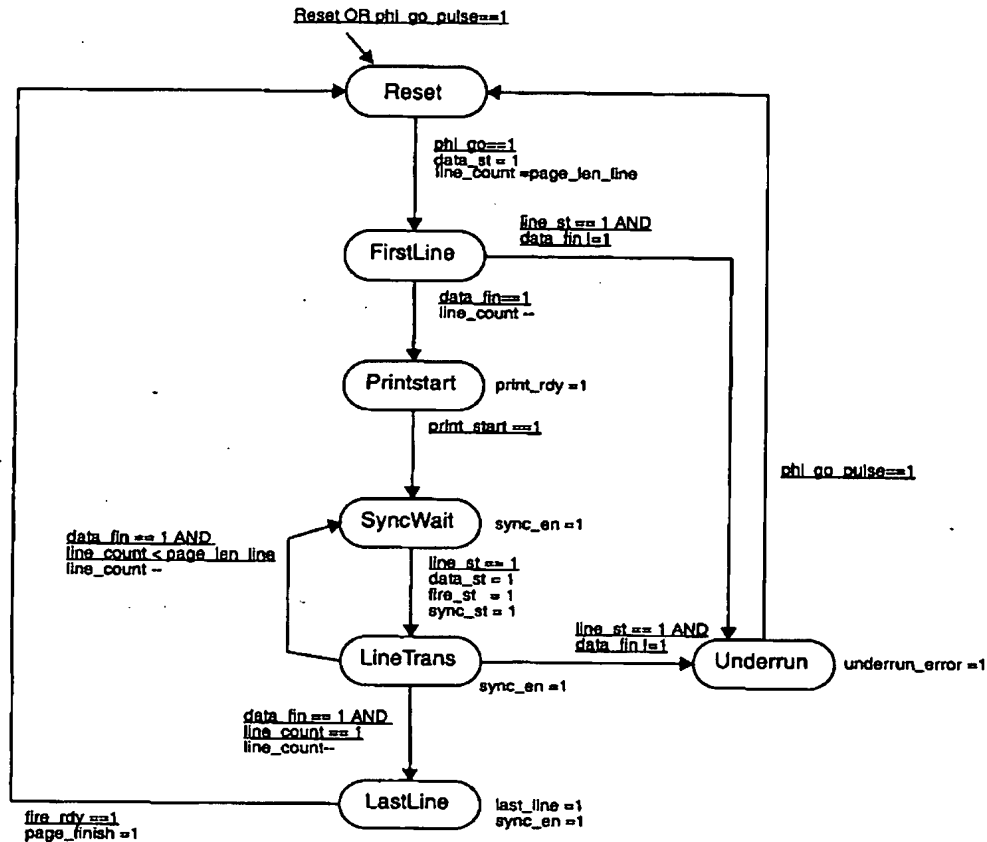 Reset OR phi_go_pulse==1
Reset
phi_go==1
data_st = 1
line_count =page_len_line
line_st == 1 AND
data_fin !=1
FirstLine
data_fin==1
line_count --
Printstart
print_rdy =1
print_start ==1
phi_go_pulse==1
SyncWait
sync_en =1
data_fin == 1 AND
line_count < page_len_line
line_count --
line_st == 1
data_st = 1
fire_st = 1
sync_st = 1
line_st == 1 AND
data_fin !=1
LineTrans
sync_en =1
Underrun
underrun_error =1
data_fin == 1 AND
line_count == 1
line_count--
LastLine
last_line =1
sync_en =1
fire_rdy ==1
page_finish =1